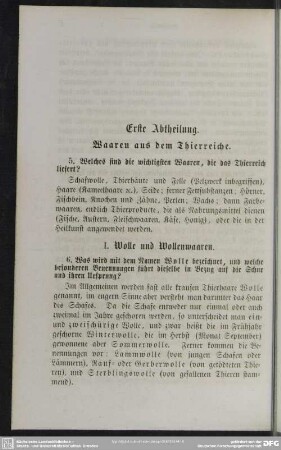 Erste Abtheilung.
Waaren aus dem Thierreiche.
5. Welches sind die wichtigsten Waaren, die das Thierreich
liefert?
Schafwolle, Thierhäute und Felle (Pelzwerk inbegriffen),
Haare (Kameelhaare ꝛc.), Seide; ferner Fettsubstanzen, Hörner,
Fischbein, Knochen und Zähne, Perlen, Wachs; dann Farbe-
waaren, endlich Thierproducte, die als Nahrungsmittel dienen
(Fische, Austern, Fleischwaaren, Käse, Honig), oder die in der
Heilkunst angewendet werden.
I. Wolle und Wollenwaaren.
6. Was wird mit dem Namen Wolle bezeichnet, und welche
besonderen Benennungen führt dieselbe in Bezug auf die Schur
und ihren Ursprung?
Im Allgemeinen werden fast alle krausen Thierhaare Wolle
genannt, im engern Sinne aber versteht man darunter das Haar
des Schafes. Da die Schafe entweder nur einmal oder auch
zweimal im Jahre geschoren werden, so unterscheidet man ein-
und zweischürige Wolle, und zwar heißt die im Frühjahr
geschorne Winterwolle, die im Herbst (Monat September)
gewonnene aber Sommerwolle. Ferner kommen die Be-
nennungen vor: Lammwolle (von jungen Schafen oder
Lämmern), Rauf- oder Gerberwolle (von getödteten Thie-
ren), und Sterblingswolle (von gefallenen Thieren stam-
mend).